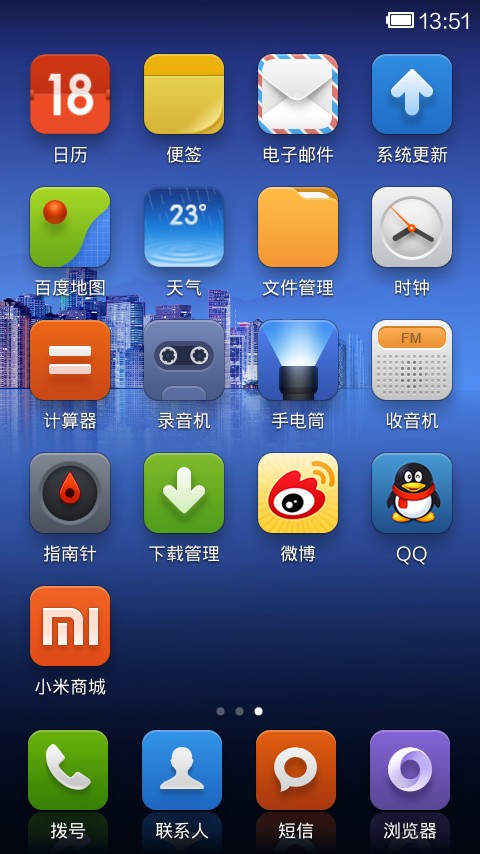 13:51
18
日历
便签
电子邮件
系统更新
23°
百度地图
天气
文件管理
时钟
FM
计算器
录音机
手电筒
收音机
指南针
下载管理
微博
QQ
mi
小米商城
拨号
联系人
短信
浏览器